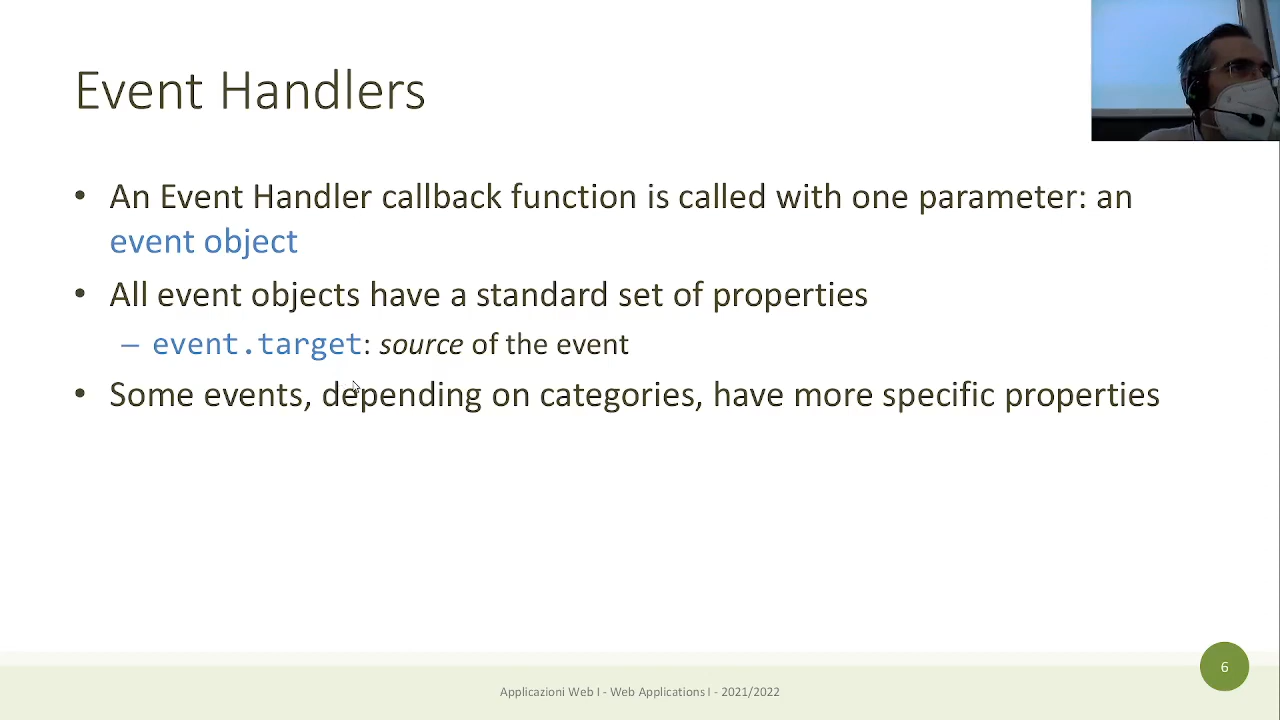 Event Handlers
• An Event Handler callback function is called with one parameter: an
event object
• All event objects have a standard set of properties
– event.target: source of the event
• Some events, depending on categories, have more specific properties
6
Applicazioni Web I - Web Applications I - 2021/2022